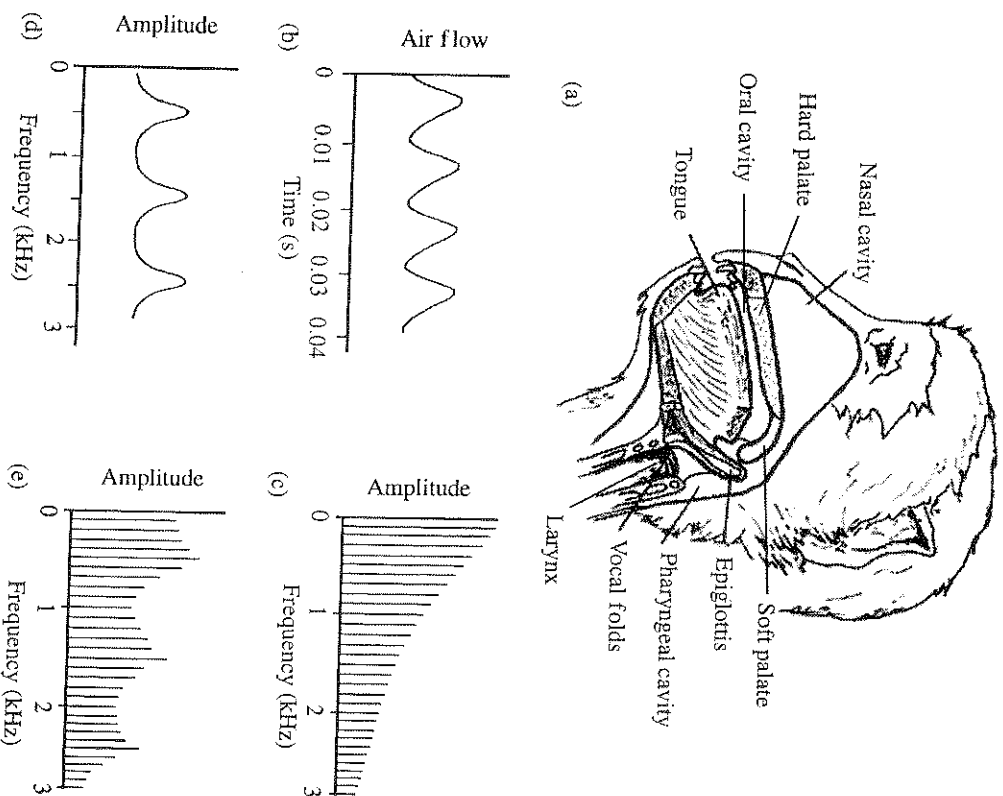 (a)
Nasal cavity
Hard palate
Oral cavity
Tongue
Soft palate
Epiglottis
Pharyngeal cavity
Vocal folds
Larynx
(b)
Air flow
0 0.01 0.02 0.03 0.04
Time (s)
(c)
Amplitude
0 1 2 3
Frequency (kHz)
(d)
Amplitude
0 1 2 3
Frequency (kHz)
(e)
Amplitude
0 1 2 3
Frequency (kHz)